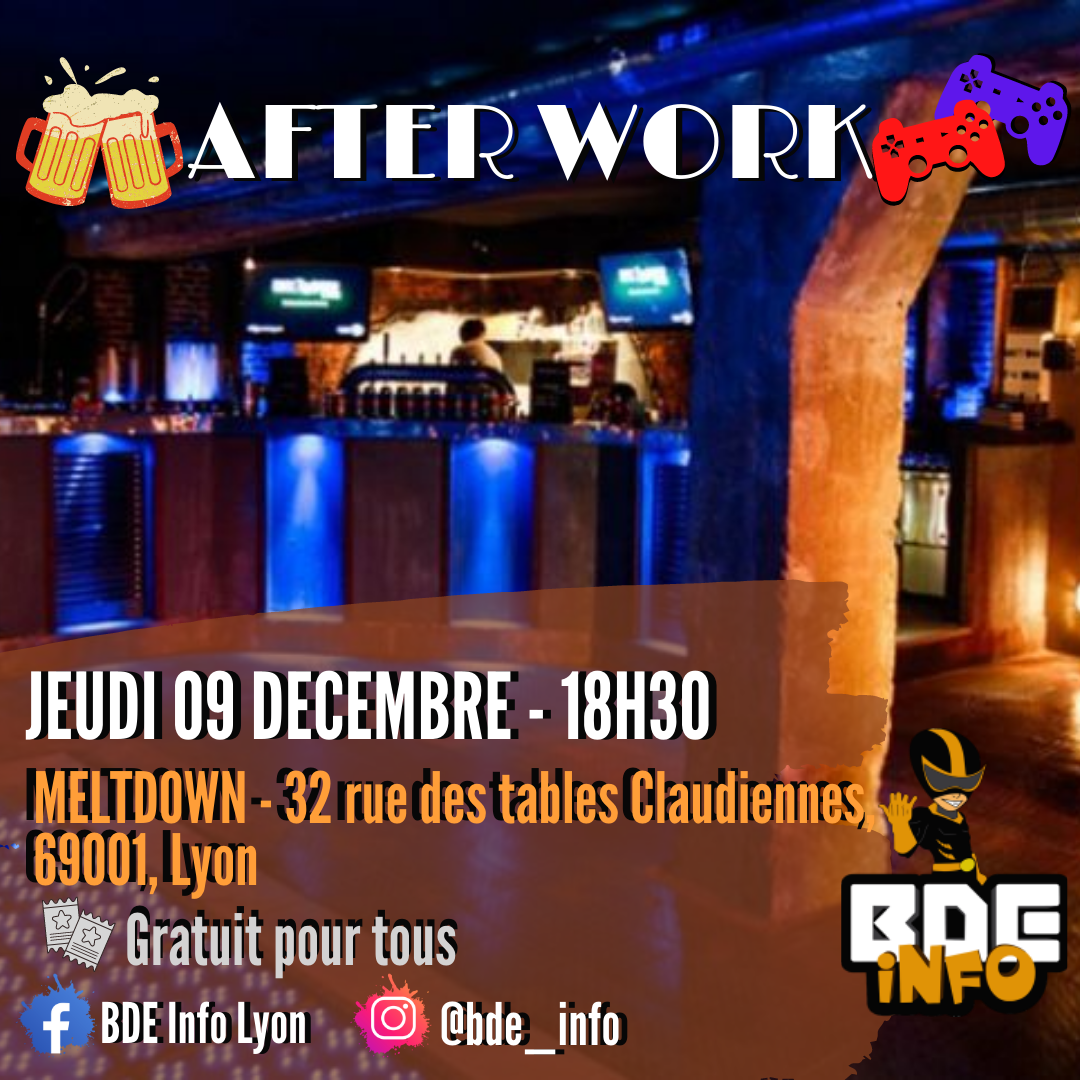 AFTER WORK
JEUDI 09 DECEMBRE - 18H30
MELTDOWN - 32 rue des tables Claudiennes,
69001, Lyon
Gratuit pour tous
BDE Info Lyon
@bde__info
BDE
iNFO